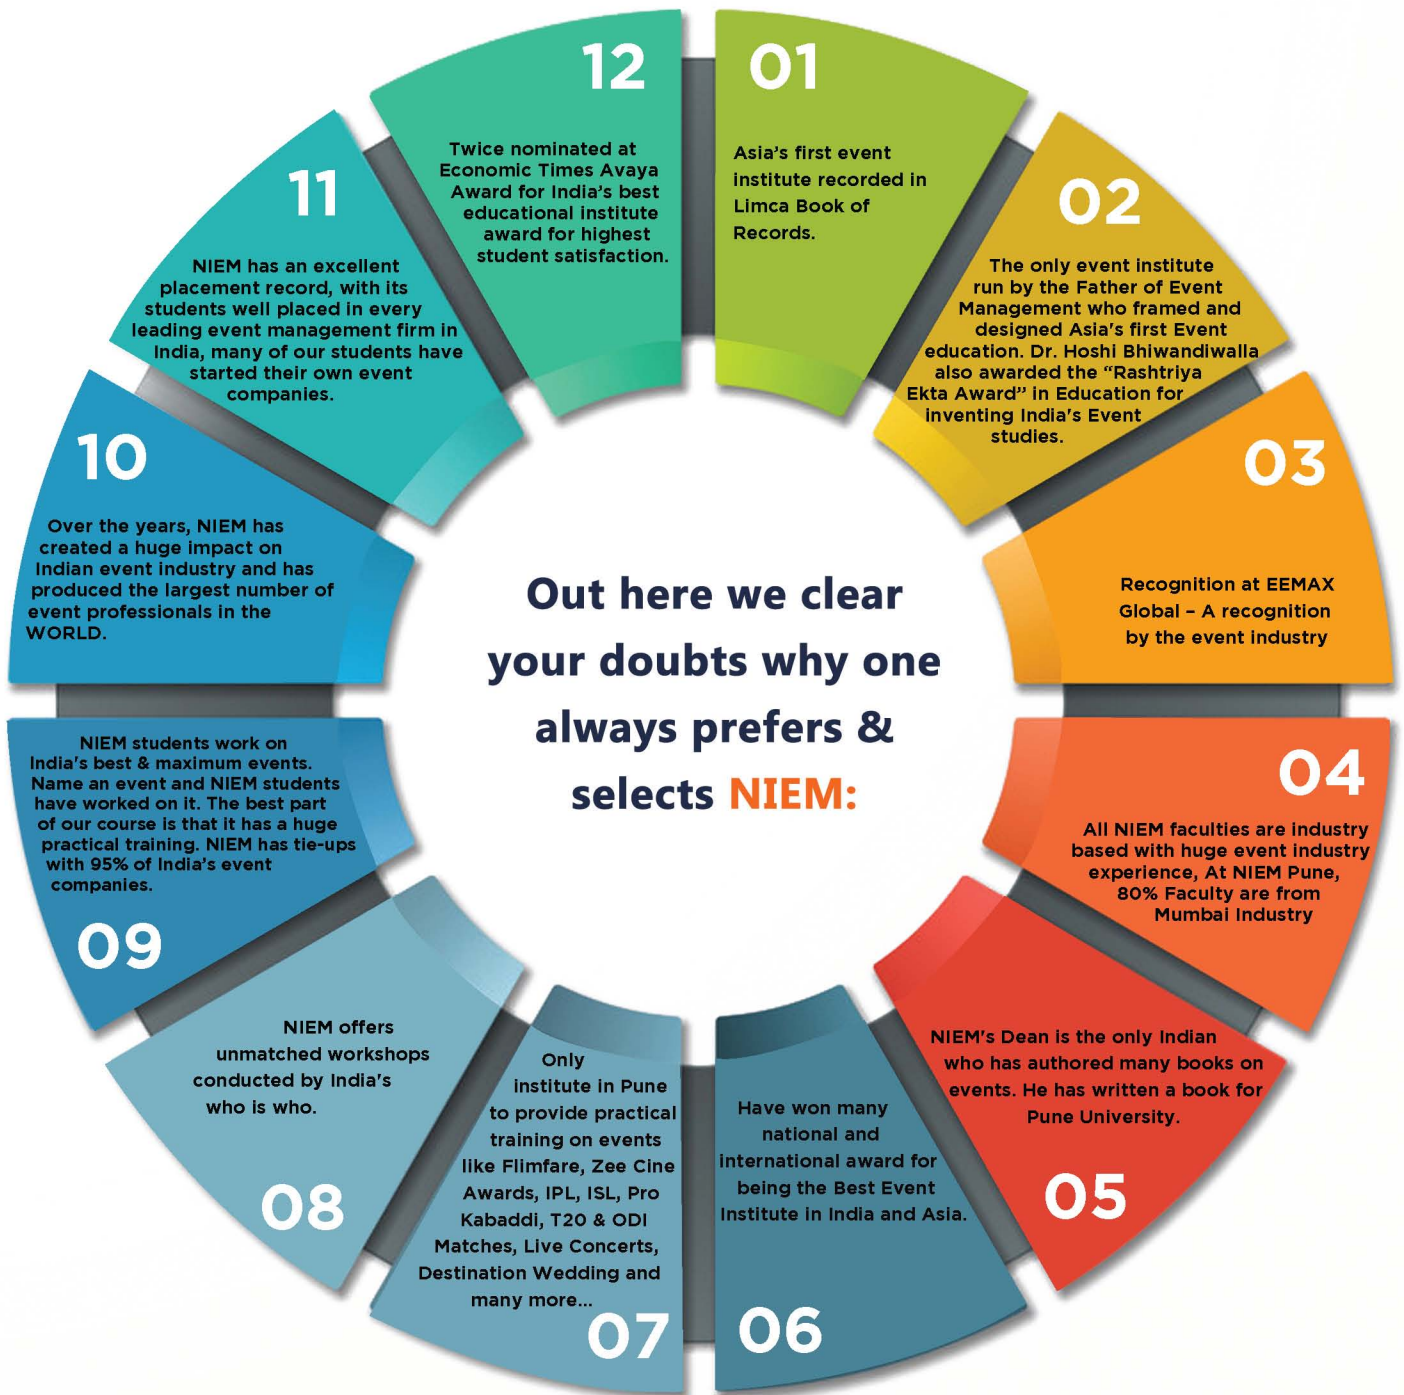 Out here we clear
your doubts why one
always prefers &
selects NIEM:
01
Asia's first event
institute recorded in
Limca Book of
Records.
02
The only event institute
run by the Father of Event
Management who framed and
designed Asia's first Event
education. Dr. Hoshi Bhiwandiwalla
also awarded the “Rashtriya
Ekta Award” in Education for
inventing India's Event
studies.
03
Recognition at EEMAX
Global – A recognition
by the event industry
04
All NIEM faculties are industry
based with huge event industry
experience, At NIEM Pune,
80% Faculty are from
Mumbai Industry
NIEM's Dean is the only Indian
who has authored many books on
events. He has written a book for
Pune University.
05
Have won many
national and
international award for
being the Best Event
Institute in India and Asia.
06
Only
institute in Pune
to provide practical
training on events
like Flimfare, Zee Cine
Awards, IPL, ISL, Pro
Kabaddi, T20 & ODI
Matches, Live Concerts,
Destination Wedding and
many more...
07
NIEM offers
unmatched workshops
conducted by India's
who is who.
08
NIEM students work on
India's best & maximum events.
Name an event and NIEM students
have worked on it. The best part
of our course is that it has a huge
practical training. NIEM has tie-ups
with 95% of India's event
companies.
09
10
Over the years, NIEM has
created a huge impact on
Indian event industry and has
produced the largest number of
event professionals in the
WORLD.
11
NIEM has an excellent
placement record, with its
students well placed in every
leading event management firm in
India, many of our students have
started their own event
companies.
12
Twice nominated at
Economic Times Avaya
Award for India's best
educational institute
award for highest
student satisfaction.